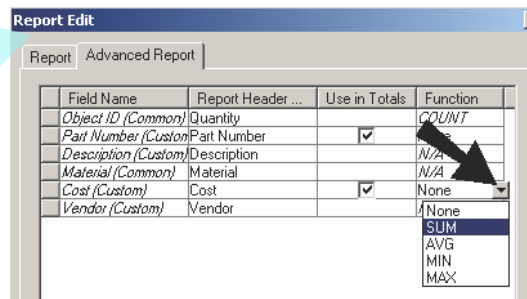 Report Edit
Report Advanced Report
Field Name Report Header ... Use in Totals Function
Object ID (Common) Quantity COUNT
Part Number (Custom Part Number
Description (Custom) Description N/A
Material (Common) Material N/A
Cost (Custom) Cost None
Vendor (Custom) Vendor
None
SUM
AVG
MIN
MAX